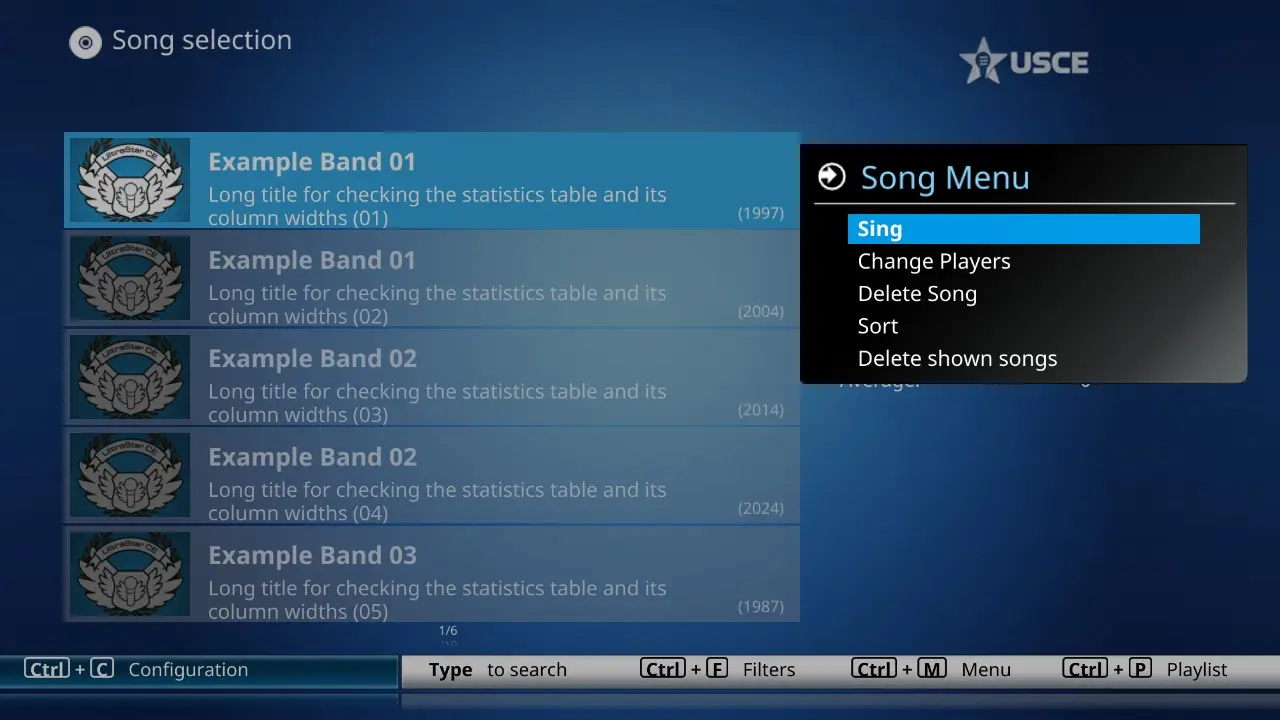 Song selection
USCE
Example Band 01
Long title for checking the statistics table and its
column widths (01)
(1997)
Example Band 01
Long title for checking the statistics table and its
column widths (02)
(2004)
Example Band 02
Long title for checking the statistics table and its
column widths (03)
(2014)
Example Band 02
Long title for checking the statistics table and its
column widths (04)
(2024)
Example Band 03
Long title for checking the statistics table and its
column widths (05)
(1987)
1/6
Song Menu
Sing
Change Players
Delete Song
Sort
Delete shown songs
Ctrl + C Configuration
Type to search
Ctrl + F Filters
Ctrl + M Menu
Ctrl + P Playlist